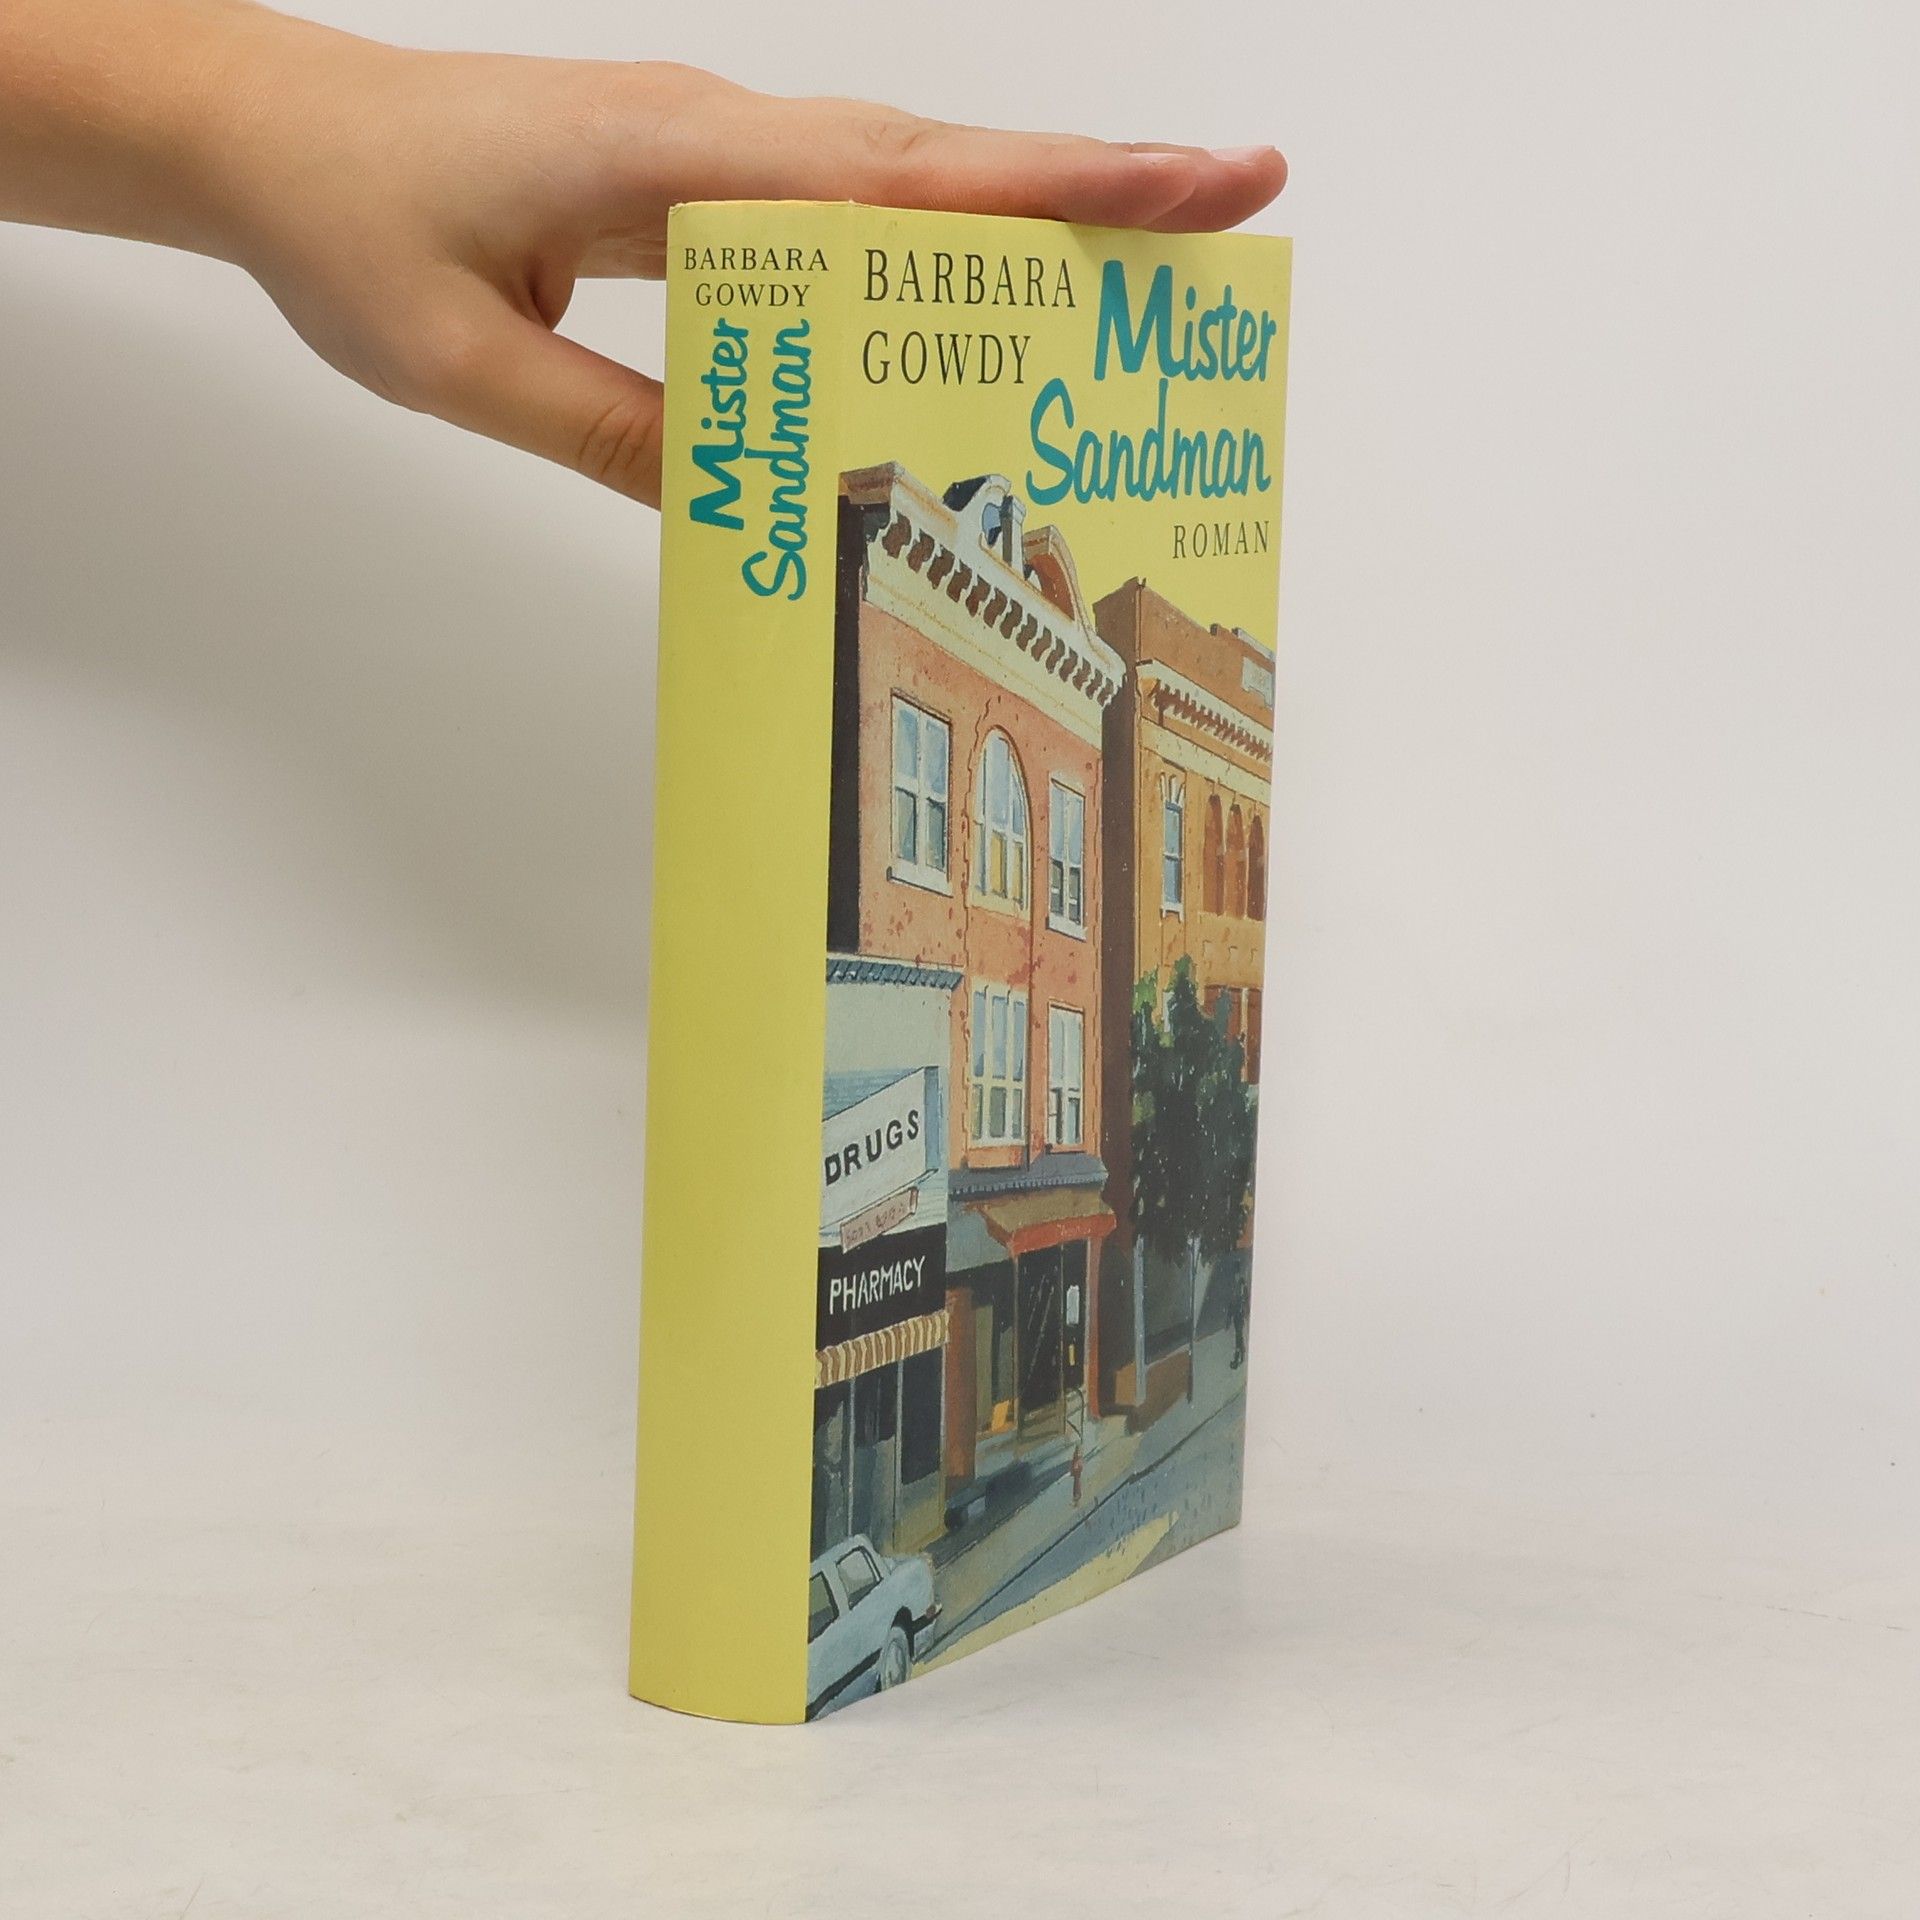 BARBARA
GOWDY
Mister
Sandman
BARBARA
GOWDY
Mister
Sandman
ROMAN
DRUGS
PHARMACY